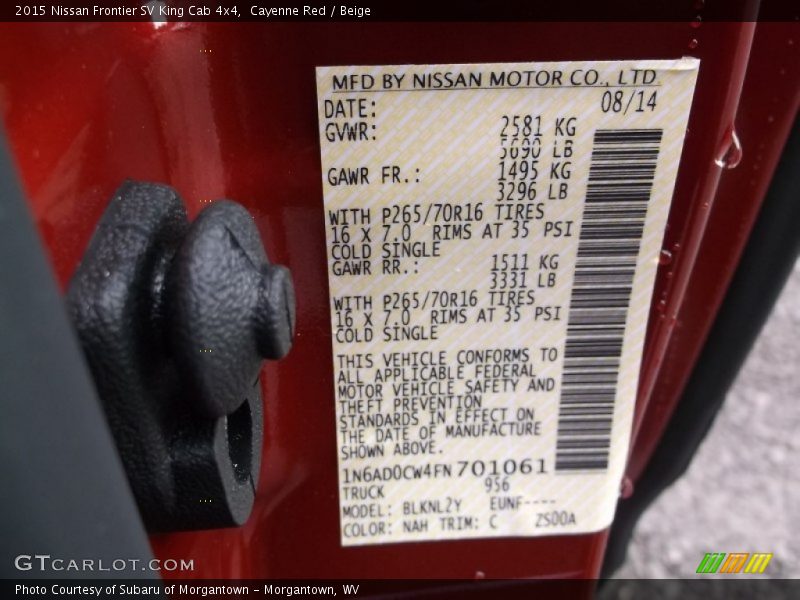 2015 Nissan Frontier SV King Cab 4x4,  Cayenne Red / Beige
MFD BY NISSAN MOTOR CO., LTD
DATE: 08/14
GVWR: 2581 KG
5690 LB
GAWR FR.: 1495 KG
3296 LB
WITH P265/70R16 TIRES
16 X 7.0 RIMS AT 35 PSI
COLD SINGLE
GAWR RR.: 1511 KG
3331 LB
WITH P265/70R16 TIRES
16 X 7.0 RIMS AT 35 PSI
COLD SINGLE
THIS VEHICLE CONFORMS TO
ALL APPLICABLE FEDERAL
MOTOR VEHICLE SAFETY AND
THEFT PREVENTION
STANDARDS IN EFFECT ON
THE DATE OF MANUFACTURE
SHOWN ABOVE.
1N6AD0CW4FN701061
TRUCK 956
MODEL: BLKNL2Y EUNF----
COLOR: NAH TRIM: C ZS00A
GTCARLOT.COM
Photo Courtesy of Subaru of Morgantown - Morgantown, WV